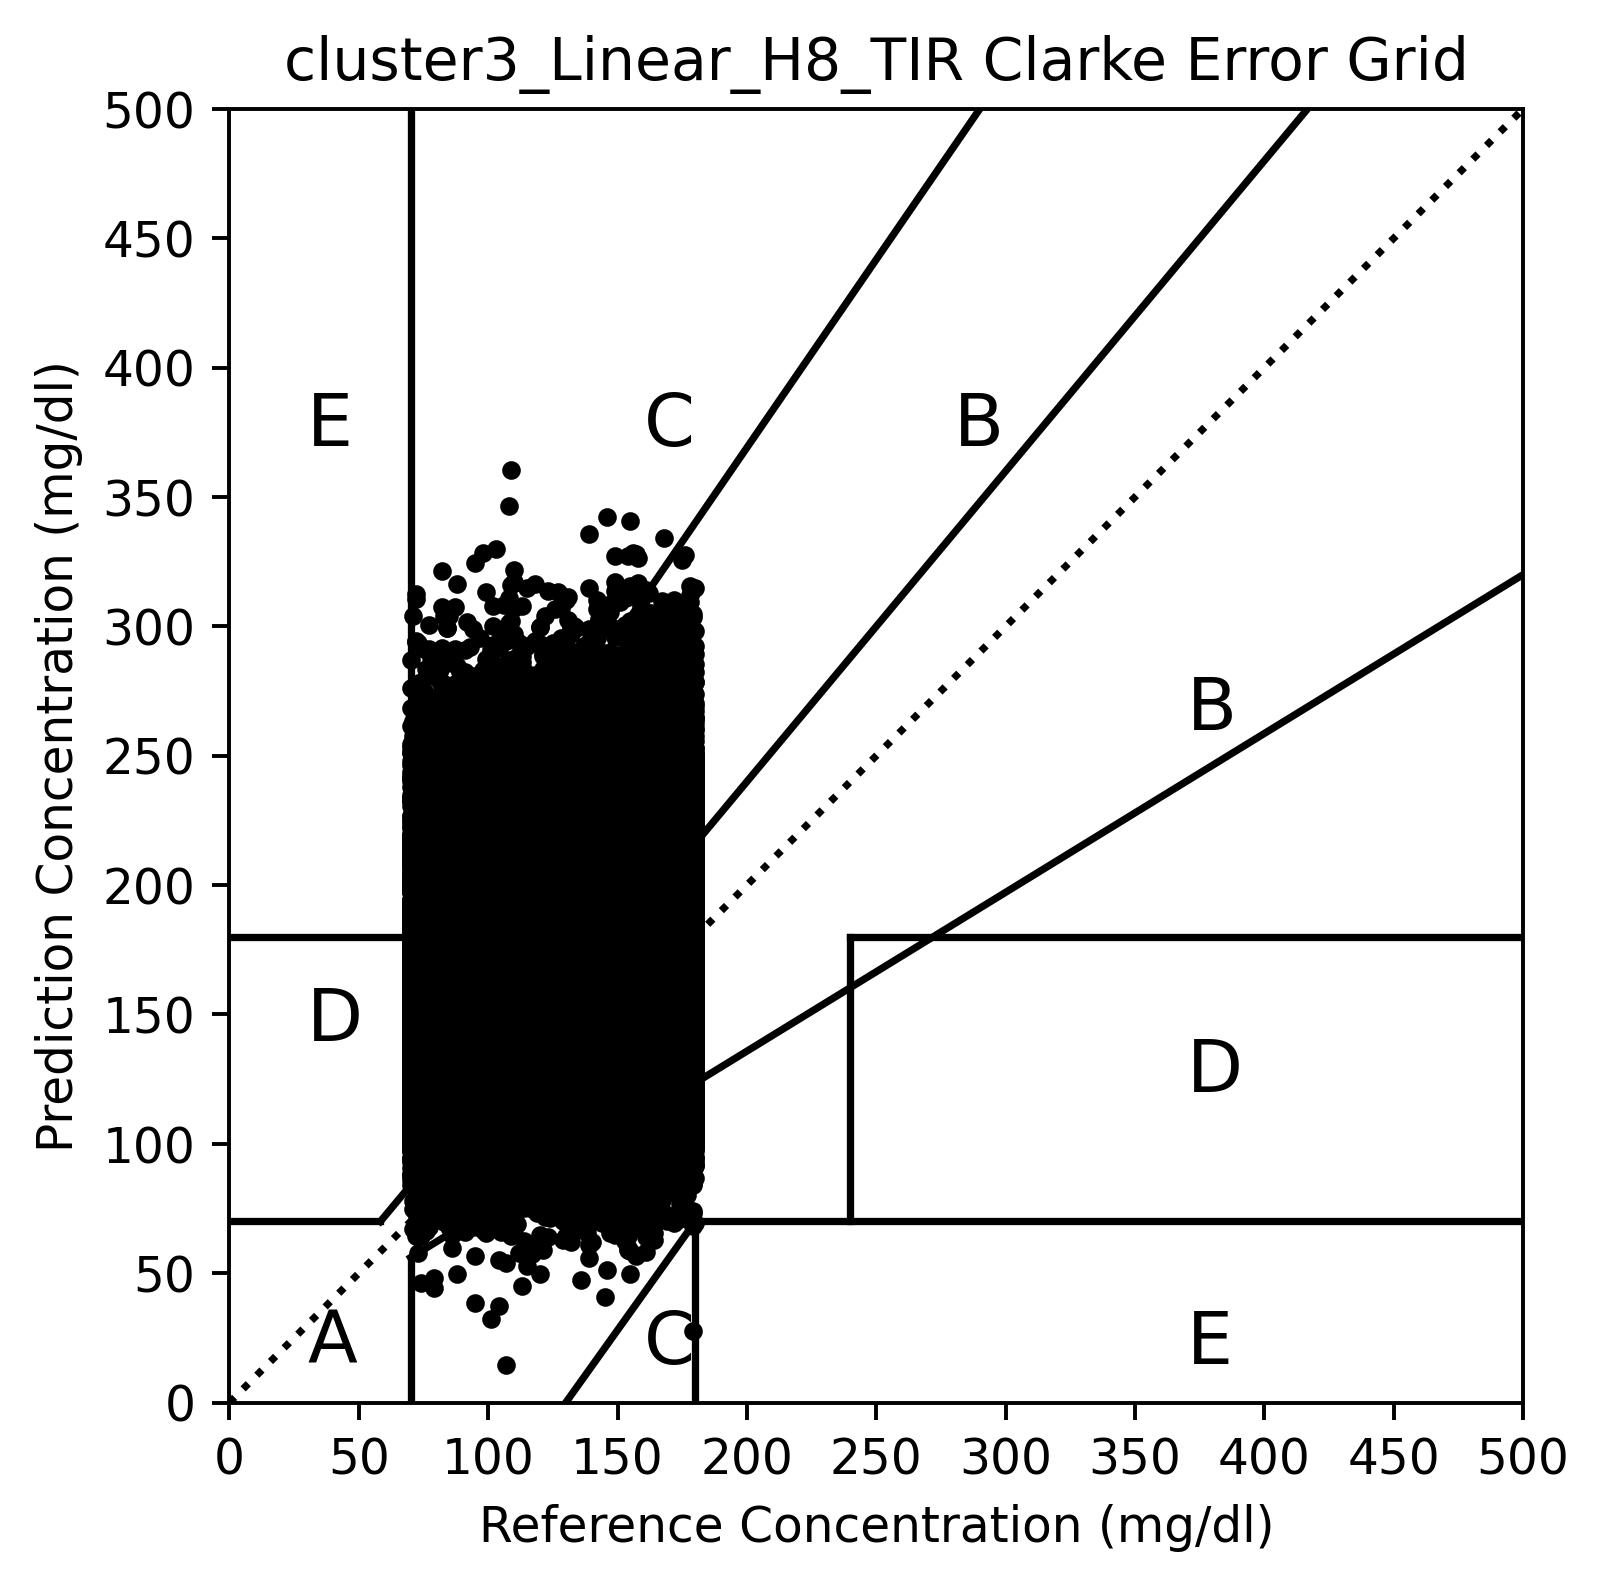 cluster3_Linear_H8_TIR Clarke Error Grid
Prediction Concentration (mg/dl)
500
450
400
350
300
250
200
150
100
50
0
E
C
B
B
D
D
A
C
E
0 50 100 150 200 250 300 350 400 450 500
Reference Concentration (mg/dl)